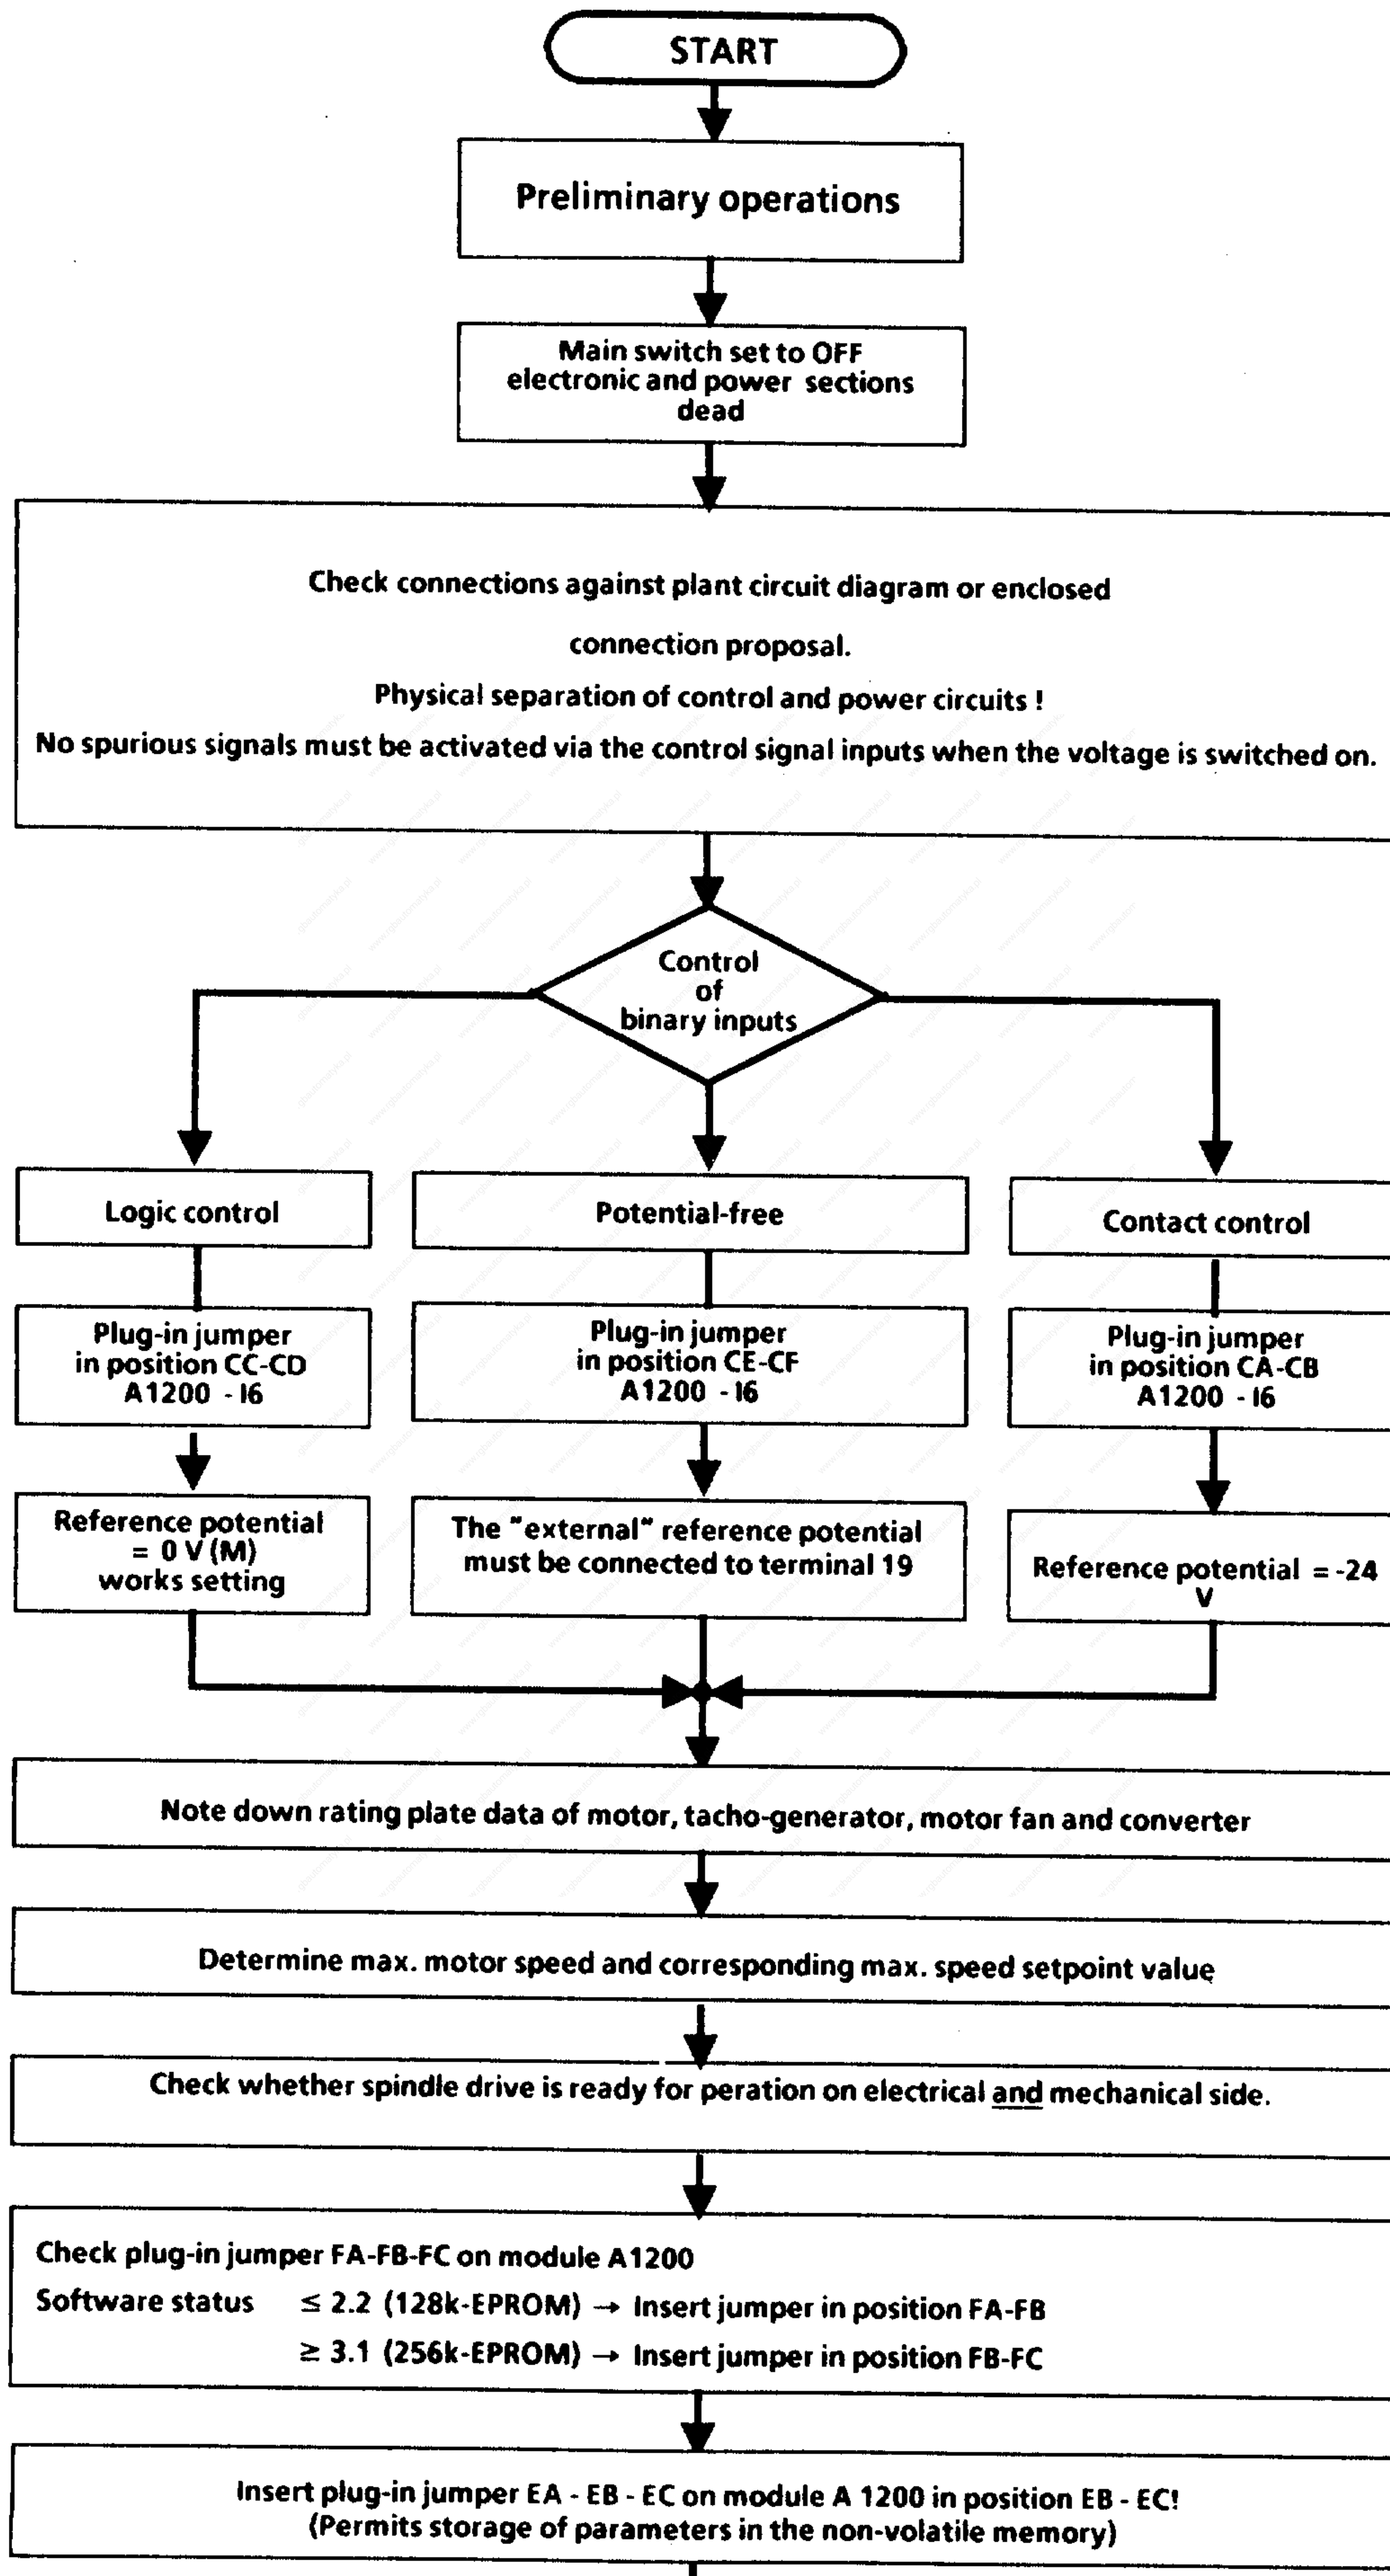 START
Preliminary operations
Main switch set to OFF
electronic and power sections
dead
Check connections against plant circuit diagram or enclosed
connection proposal.
Physical separation of control and power circuits !
No spurious signals must be activated via the control signal inputs when the voltage is switched on.
Control
of
binary inputs
Logic control
Potential-free
Contact control
Plug-in jumper
in position CC-CD
A1200 - I6
Plug-in jumper
in position CE-CF
A1200 - I6
Plug-in jumper
in position CA-CB
A1200 - I6
Reference potential
= 0 V (M)
works setting
The "external" reference potential
must be connected to terminal 19
Reference potential = -24
V
Note down rating plate data of motor, tacho-generator, motor fan and converter
Determine max. motor speed and corresponding max. speed setpoint value
Check whether spindle drive is ready for peration on electrical and mechanical side.
Check plug-in jumper FA-FB-FC on module A1200
Software status ≤ 2.2 (128k-EPROM) → Insert jumper in position FA-FB
≥ 3.1 (256k-EPROM) → Insert jumper in position FB-FC
Insert plug-in jumper EA - EB - EC on module A 1200 in position EB - EC!
(Permits storage of parameters in the non-volatile memory)